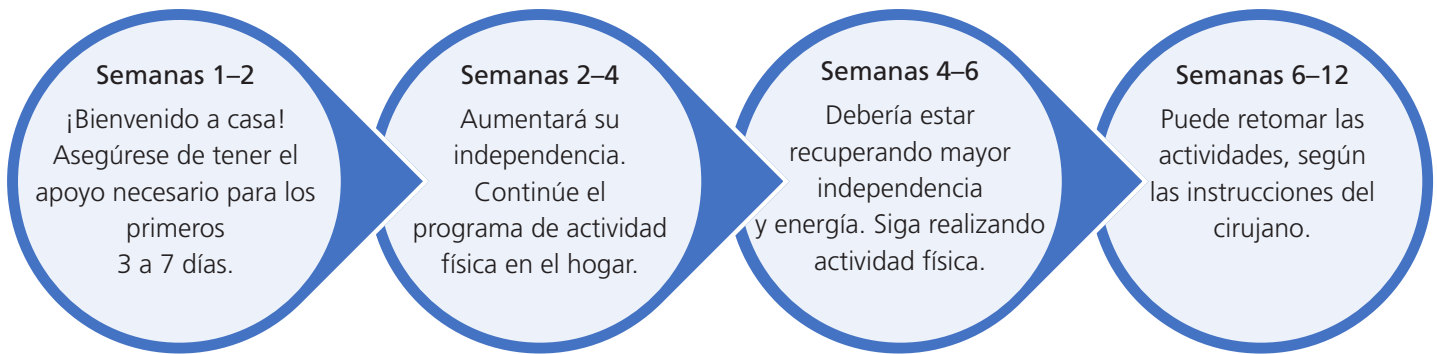 Semanas 1–2
¡Bienvenido a casa!
Asegúrese de tener el
apoyo necesario para los
primeros
3 a 7 días.
Semanas 2–4
Aumentará su
independencia.
Continúe el
programa de actividad
física en el hogar.
Semanas 4–6
Debería estar
recuperando mayor
independencia
y energía. Siga realizando
actividad física.
Semanas 6–12
Puede retomar las
actividades, según
las instrucciones del
cirujano.